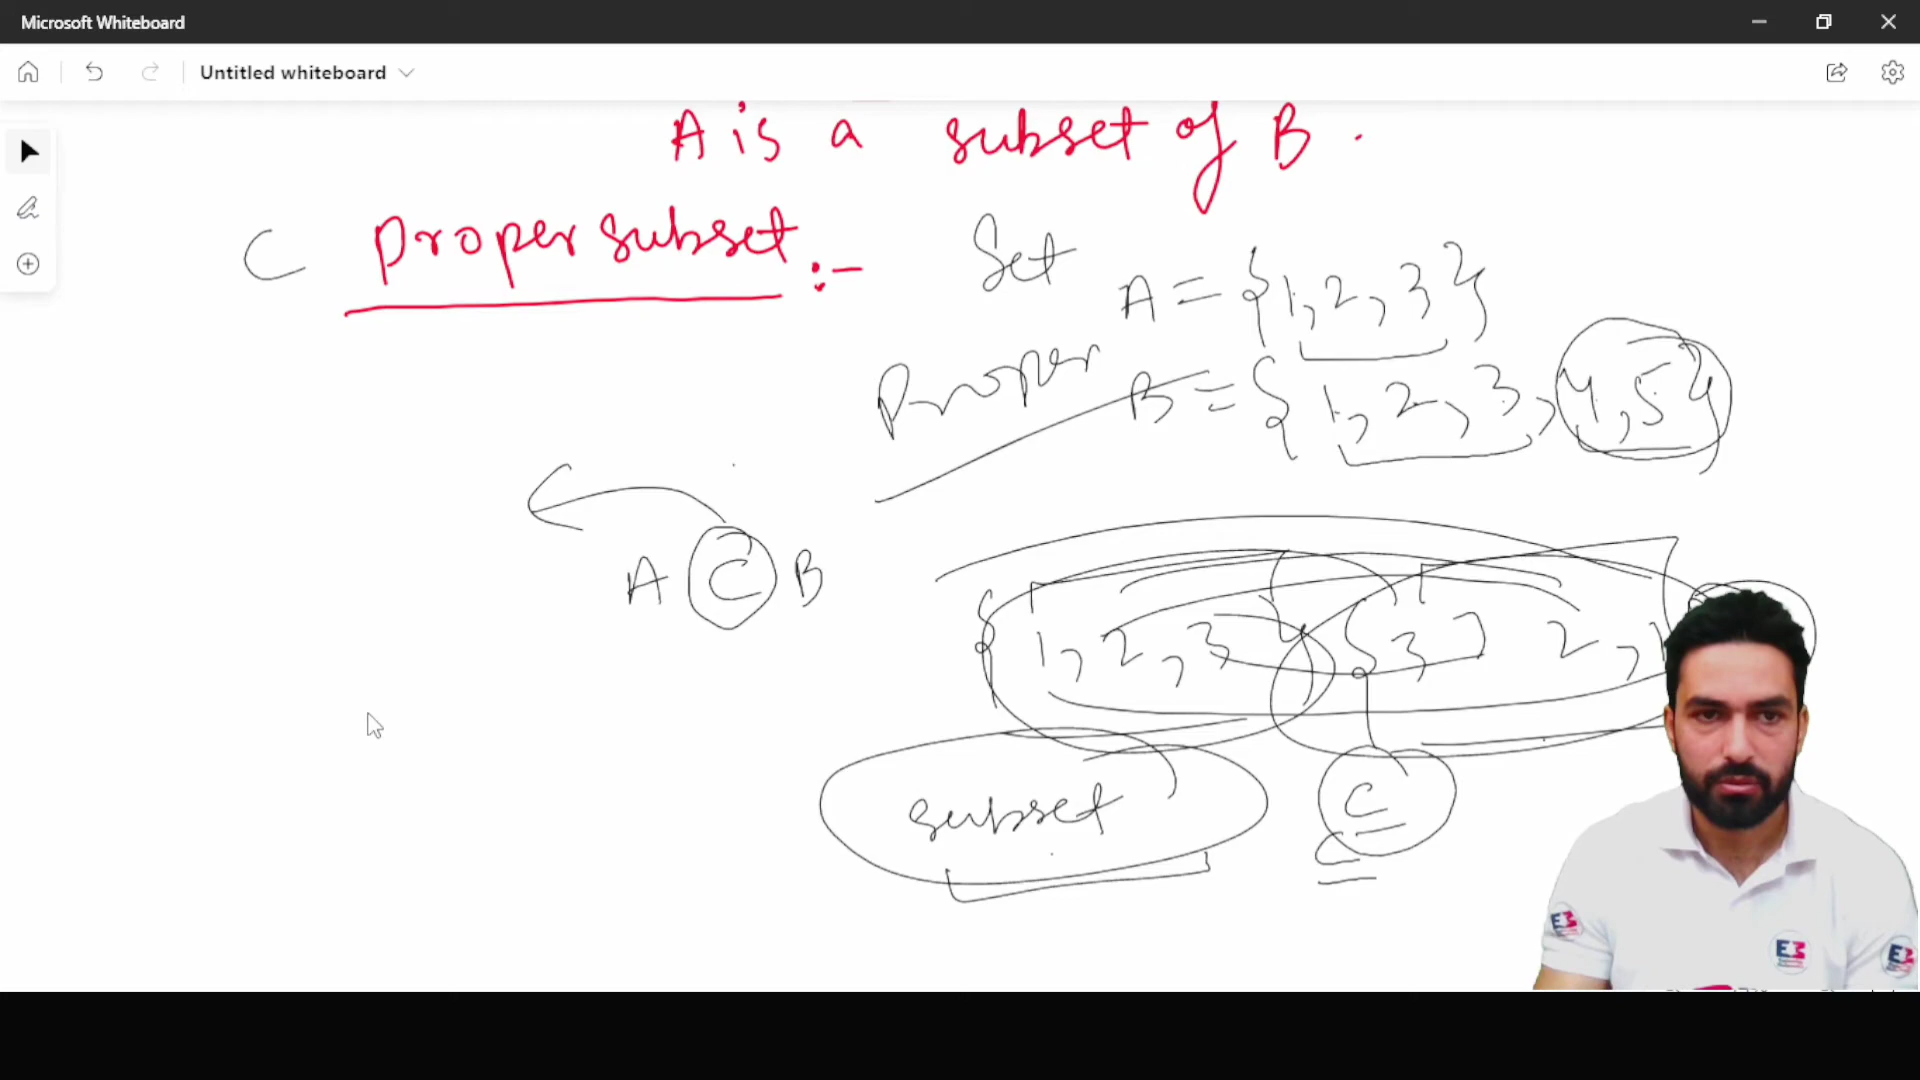 Microsoft Whiteboard
Untitled whiteboard
A is a subset of B.
⊂ Proper subset :-
Set
A = {1, 2, 3}
Proper
B = {1, 2, 3, 4, 5}
A ⊂ B
{1, 2, 3} {3, 2,
subset
⊆